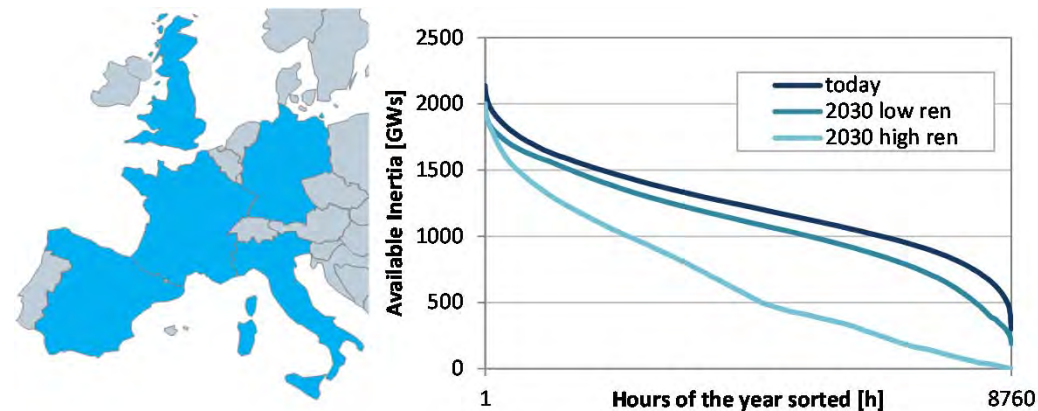 2500
2000
1500
1000
500
0
Available Inertia [GWs]
today
2030 low ren
2030 high ren
1
Hours of the year sorted [h]
8760